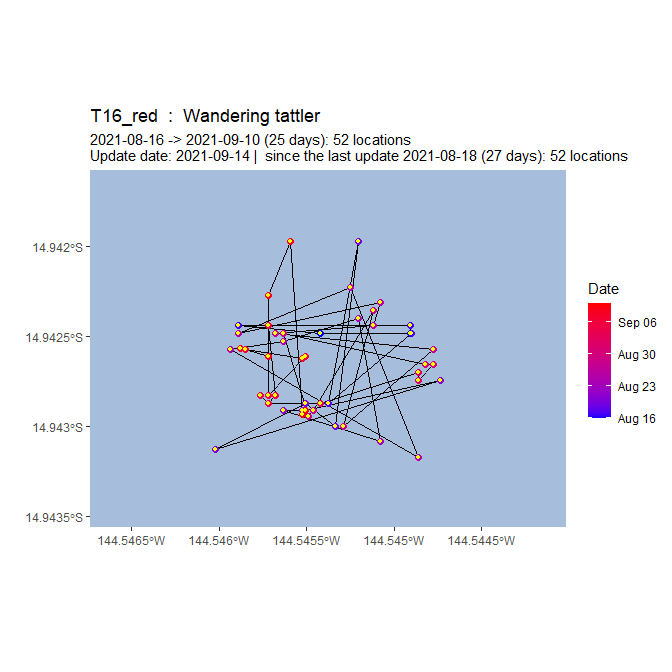 T16_red : Wandering tattler
2021-08-16 -> 2021-09-10 (25 days): 52 locations
Update date: 2021-09-14 | since the last update 2021-08-18 (27 days): 52 locations
14.942°S
14.9425°S
14.943°S
14.9435°S
144.5465°W 144.546°W 144.5455°W 144.545°W 144.5445°W
Date
Sep 06
Aug 30
Aug 23
Aug 16